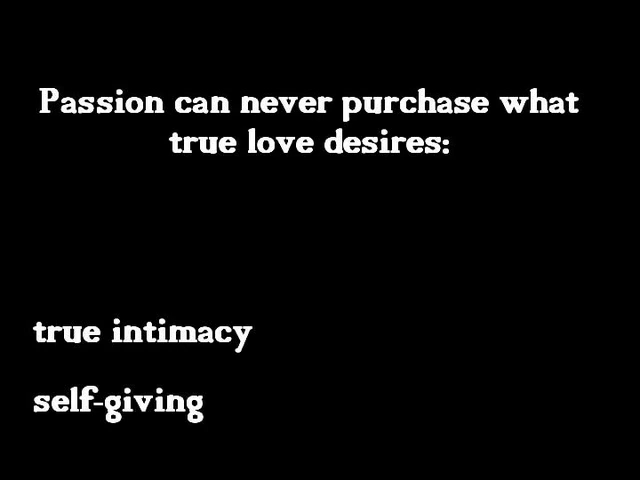 Passion can never purchase what
true love desires:
true intimacy
self-giving